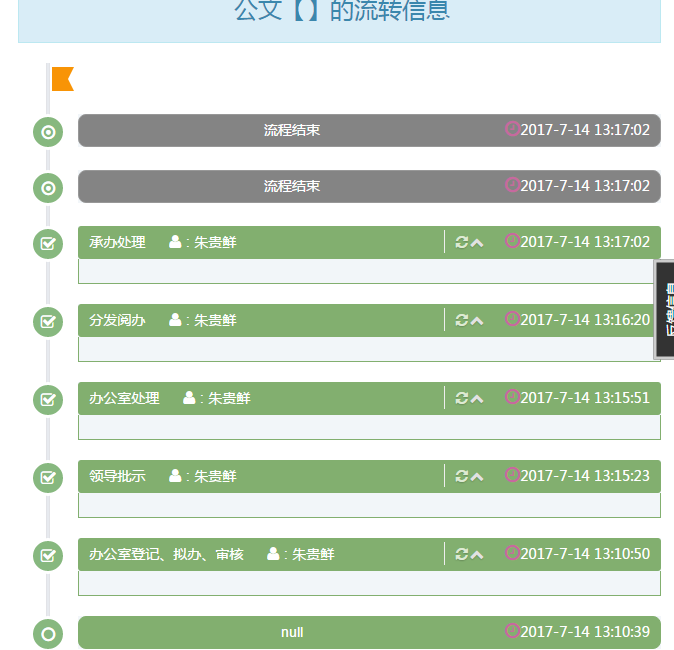 公文【】的流转信息
流程结束 2017-7-14 13:17:02
流程结束 2017-7-14 13:17:02
承办处理 : 朱贵鲜 2017-7-14 13:17:02
分发阅办 : 朱贵鲜 2017-7-14 13:16:20
办公室处理 : 朱贵鲜 2017-7-14 13:15:51
领导批示 : 朱贵鲜 2017-7-14 13:15:23
办公室登记、拟办、审核 : 朱贵鲜 2017-7-14 13:10:50
null 2017-7-14 13:10:39